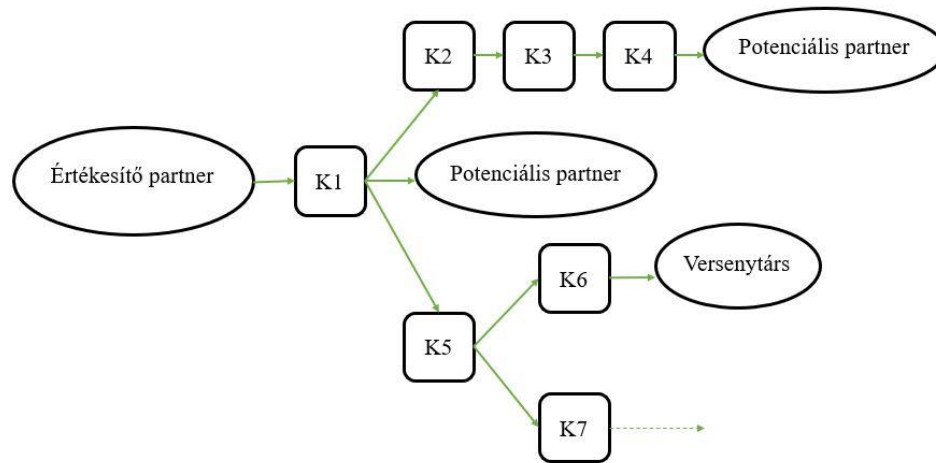 K2
K3
K4
Potenciális partner
Értékesítő partner
K1
Potenciális partner
K6
Versenytárs
K5
K7